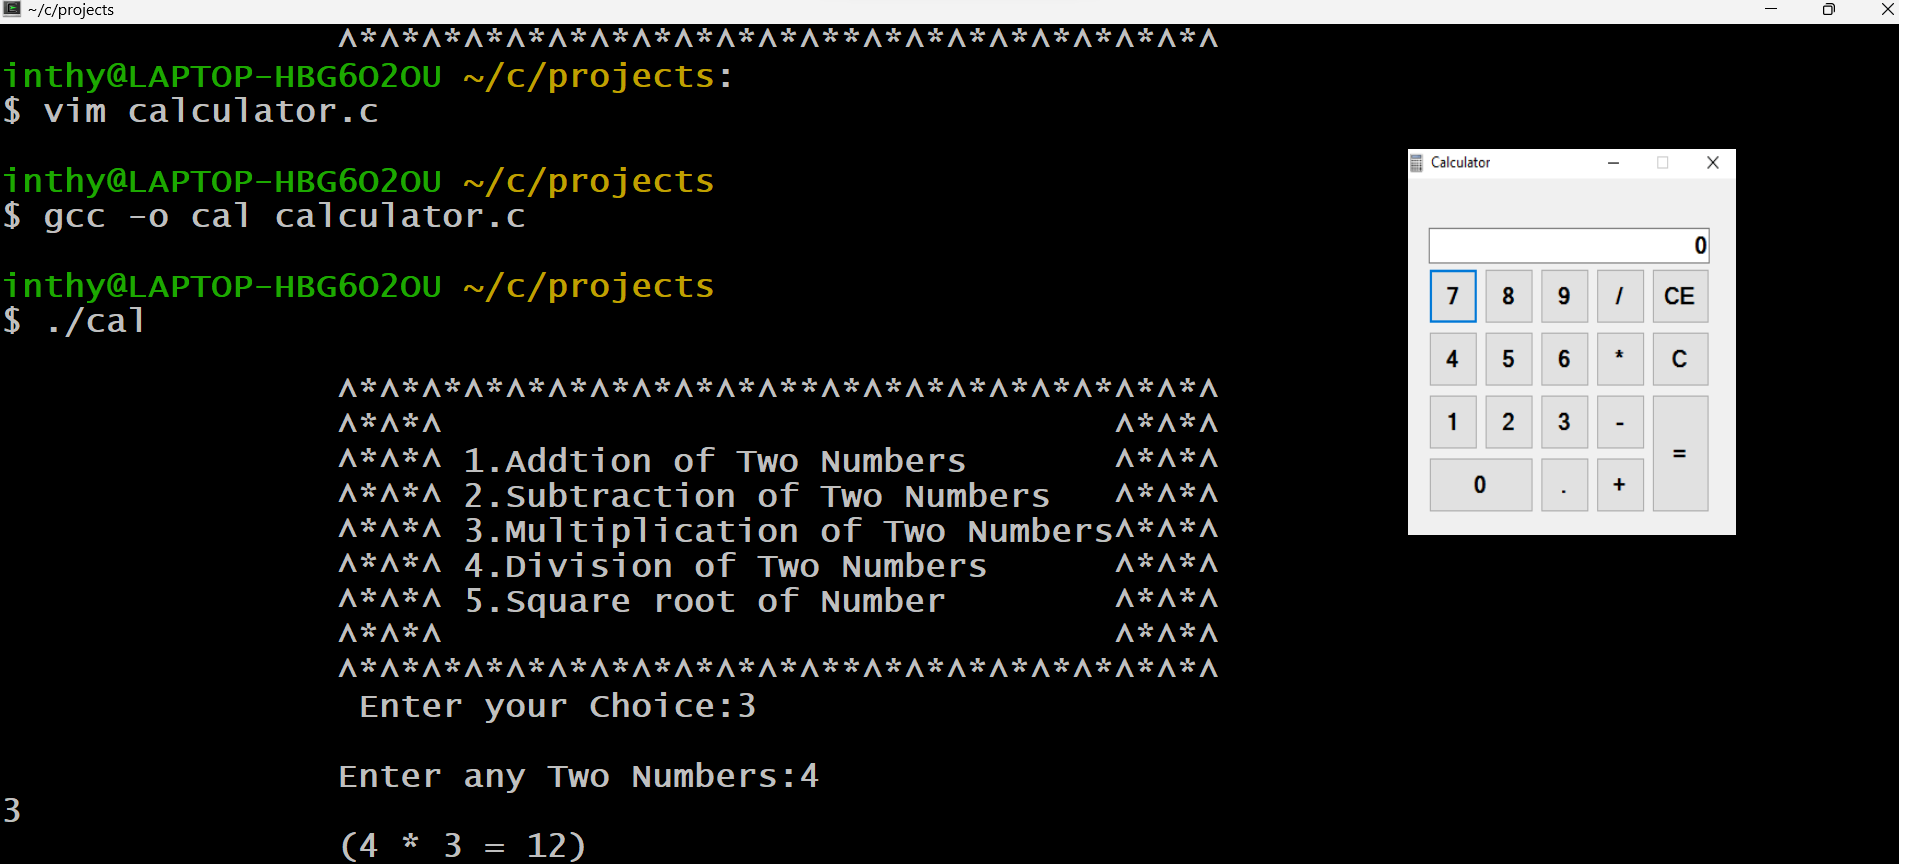 ~/c/projects
^*^*^*^*^*^*^*^*^*^*^*^**^*^*^*^*^*^*^*^*^
inthy@LAPTOP-HBG6O2OU ~/c/projects:
$ vim calculator.c
inthy@LAPTOP-HBG6O2OU ~/c/projects
$ gcc -o cal calculator.c
inthy@LAPTOP-HBG6O2OU ~/c/projects
$ ./cal
^*^*^*^*^*^*^*^*^*^*^**^*^*^*^*^*^*^*^*^*^
^*^*^ ^*^*^
^*^*^ 1.Addtion of Two Numbers ^*^*^
^*^*^ 2.Subtraction of Two Numbers ^*^*^
^*^*^ 3.Multiplication of Two Numbers^*^*^
^*^*^ 4.Division of Two Numbers ^*^*^
^*^*^ 5.Square root of Number ^*^*^
^*^*^ ^*^*^
^*^*^*^*^*^*^*^*^*^*^*^**^*^*^*^*^*^*^*^*^
Enter your Choice:3
Enter any Two Numbers:4
3
(4 * 3 = 12)
Calculator
0
7 8 9 / CE
4 5 6 * C
1 2 3 -
=
0 . +